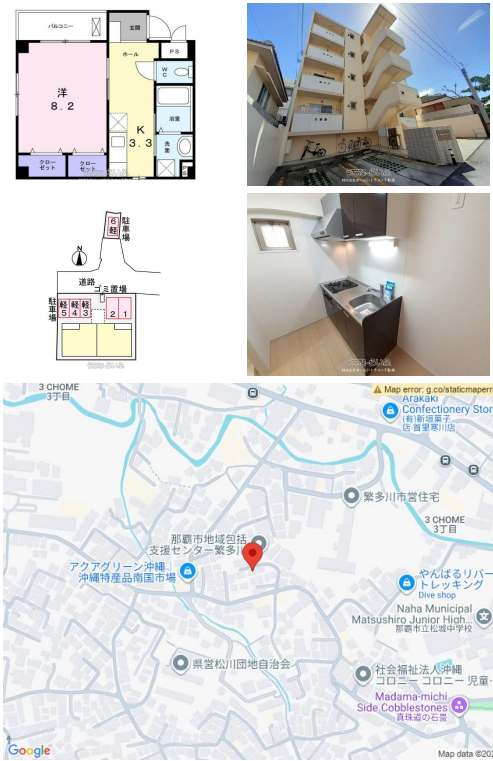 バルコニー
玄関
ホール
PS
WC
洋
8.2
浴室
K
3.3
洗面
クローゼット
クローゼット
6
軽
駐車場
N
道路
ゴミ置場
駐車場
軽
5
軽
4
軽
3
2
1
3 CHOME
3丁目
Map error: g.co/staticmaperr
Arakaki
Confectionery Stor
(有)新垣菓子
店 首里寒川店
繁多川市営住宅
3 CHOME
3丁目
那覇市地域包括
支援センター繁多川
アクアグリーン沖縄
沖縄特産品南国市場
やんばるリバー
トレッキング
Dive shop
Naha Municipal
Matsushiro Junior High...
那覇市立松城中学校
県営松川団地自治会
社会福祉法人沖縄
コロニー コロニー 児童·
Madama-michi
Side Cobblestones
真珠道の石畳
Google
Map data ©202